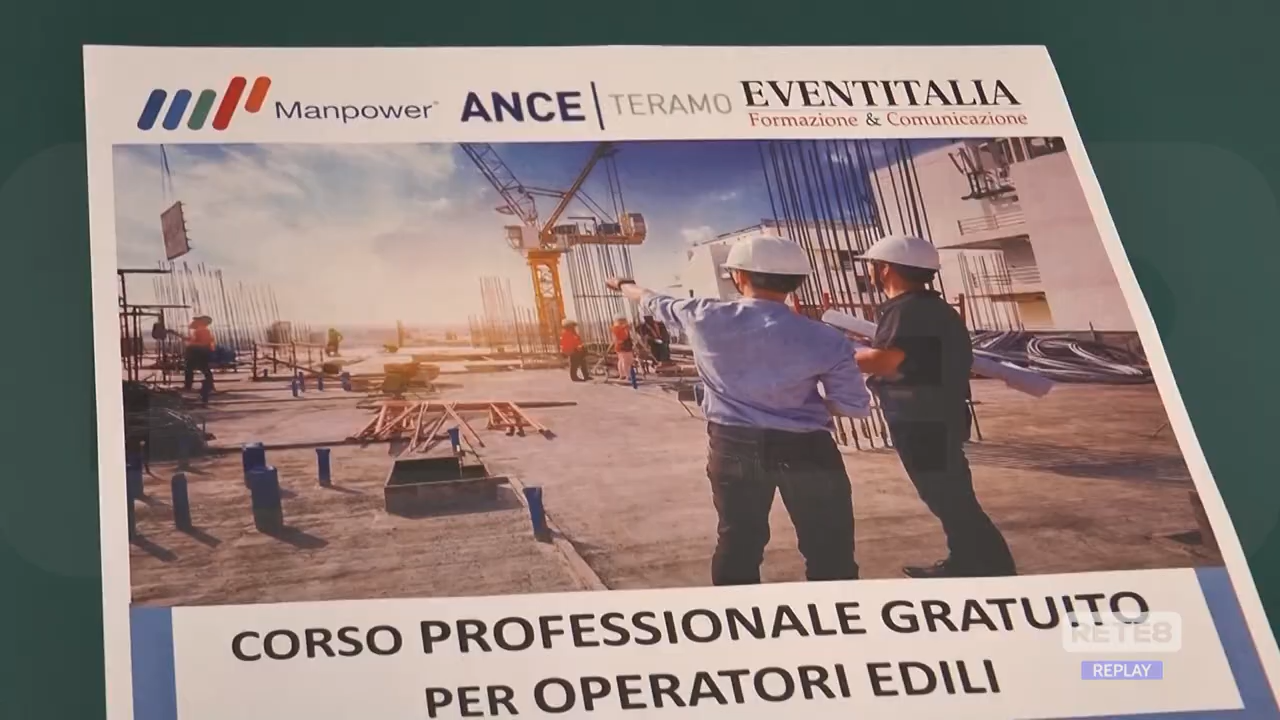 Manpower
ANCE | TERAMO
EVENTITALIA
Formazione & Comunicazione
CORSO PROFESSIONALE GRATUITO
PER OPERATORI EDILI
RETE8
REPLAY